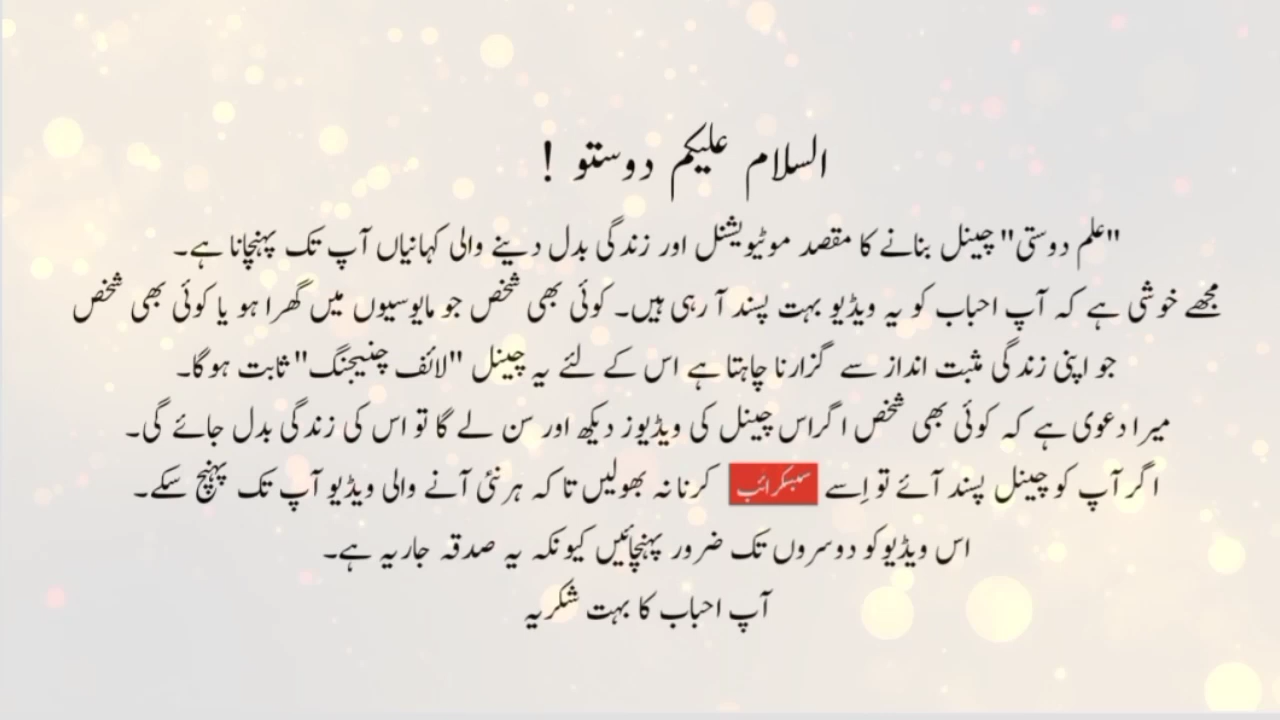 السلام علیکم دوستو !
"علم دوستی" چینل بنانے کا مقصد موٹیویشنل اور زندگی بدل دینے والی کہانیاں آپ تک پہنچانا ہے۔
مجھے خوشی ہے کہ آپ احباب کو یہ ویڈیو بہت پسند آ رہی ہیں۔ کوئی بھی شخص جو مایوسیوں میں گھرا ہو یا کوئی بھی شخص
جو اپنی زندگی مثبت انداز سے گزارنا چاہتا ہے اس کے لئے یہ چینل "لائف چنیجنگ" ثابت ہو گا۔
میرا دعوی ہے کہ کوئی بھی شخص اگر اس چینل کی ویڈیوز دیکھ اور سن لے گا تو اس کی زندگی بدل جائے گی۔
اگر آپ کو چینل پسند آئے تو اِسے سبسکرائب کرنا نہ بھولیں تا کہ ہر نئی آنے والی ویڈیو آپ تک پہنچ سکے۔
اس ویڈیو کو دوسروں تک ضرور پہنچائیں کیونکہ یہ صدقہ جاریہ ہے۔
آپ احباب کا بہت شکریہ